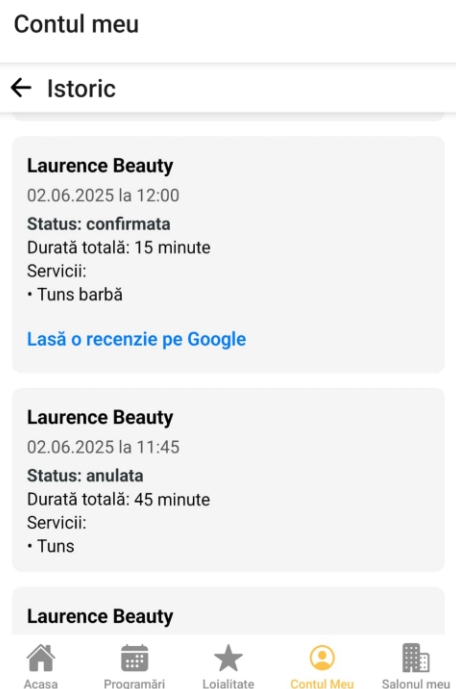 Contul meu
← Istoric
Laurence Beauty
02.06.2025 la 12:00
Status: confirmata
Durată totală: 15 minute
Servicii:
• Tuns barbă
Lasă o recenzie pe Google
Laurence Beauty
02.06.2025 la 11:45
Status: anulata
Durată totală: 45 minute
Servicii:
• Tuns
Laurence Beauty
Acasa Programări Loialitate Contul Meu Salonul meu